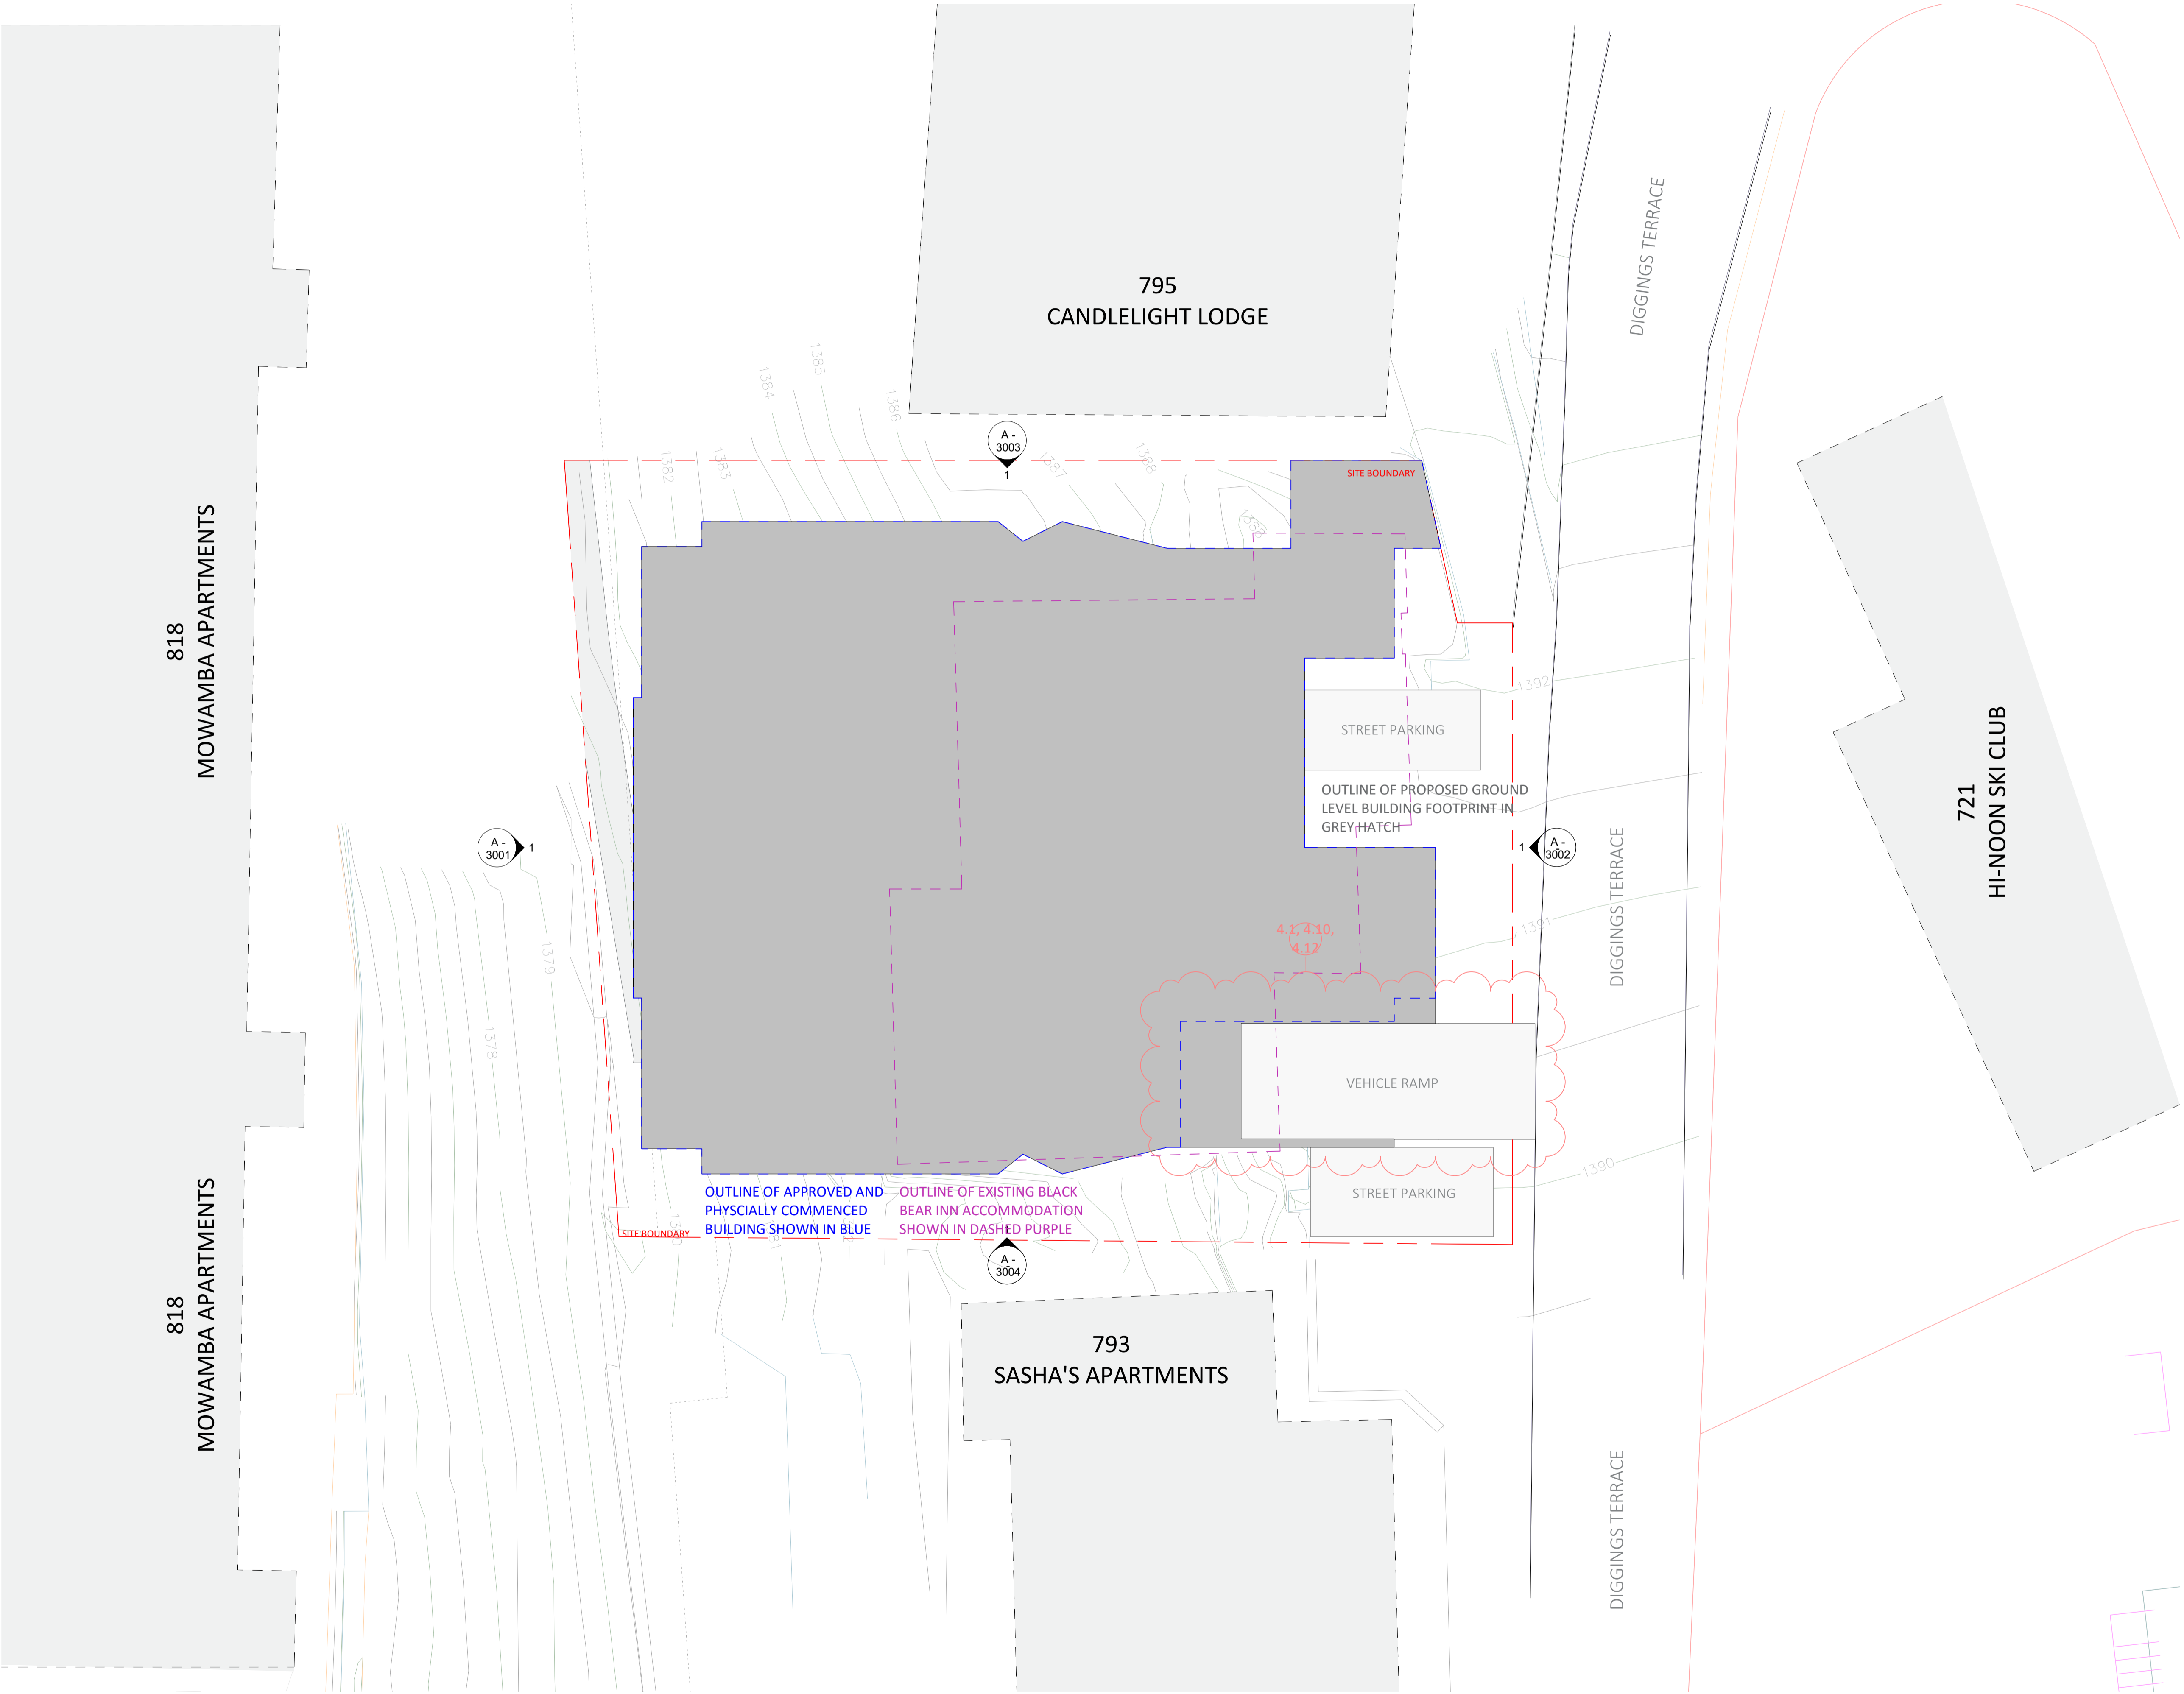 795
CANDLELIGHT LODGE
DIGGINGS TERRACE
1385
1384
1386
A -
3003
1
1382
1383
1387
1388
SITE BOUNDARY
818
MOWAMBA APARTMENTS
1392
STREET PARKING
OUTLINE OF PROPOSED GROUND
LEVEL BUILDING FOOTPRINT IN
GREY HATCH
721
HI-NOON SKI CLUB
A -
3001
1
1
A -
3002
DIGGINGS TERRACE
1379
1391
4.1, 4.10,
4.12
1378
VEHICLE RAMP
1390
STREET PARKING
OUTLINE OF APPROVED AND
PHYSCIALLY COMMENCED
BUILDING SHOWN IN BLUE
OUTLINE OF EXISTING BLACK
BEAR INN ACCOMMODATION
SHOWN IN DASHED PURPLE
SITE BOUNDARY
1
A -
3004
818
MOWAMBA APARTMENTS
793
SASHA'S APARTMENTS
DIGGINGS TERRACE